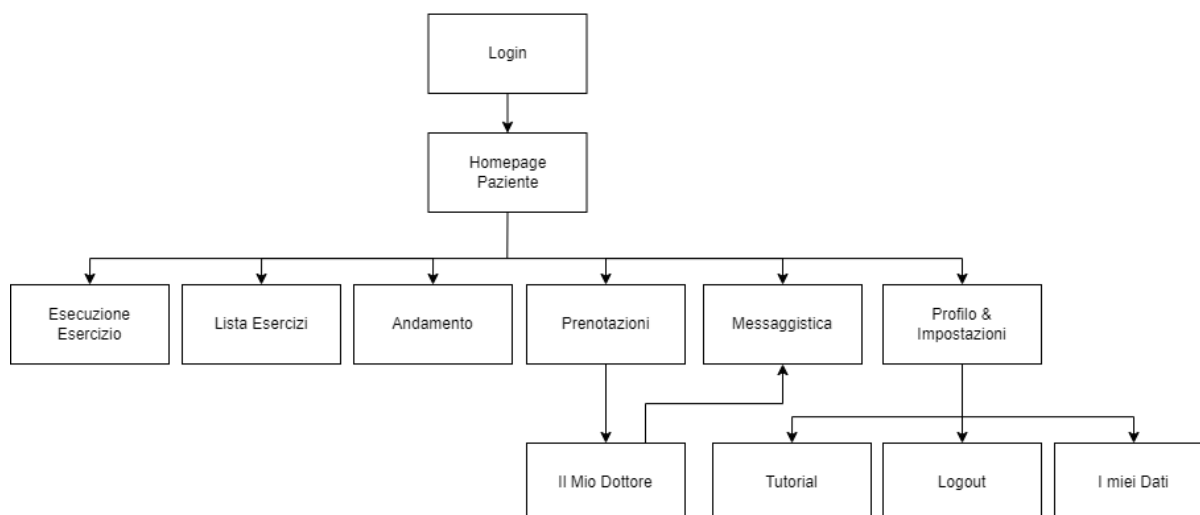 Login
Homepage
Paziente
Esecuzione
Esercizio
Lista Esercizi
Andamento
Prenotazioni
Messaggistica
Profilo &
Impostazioni
Il Mio Dottore
Tutorial
Logout
I miei Dati